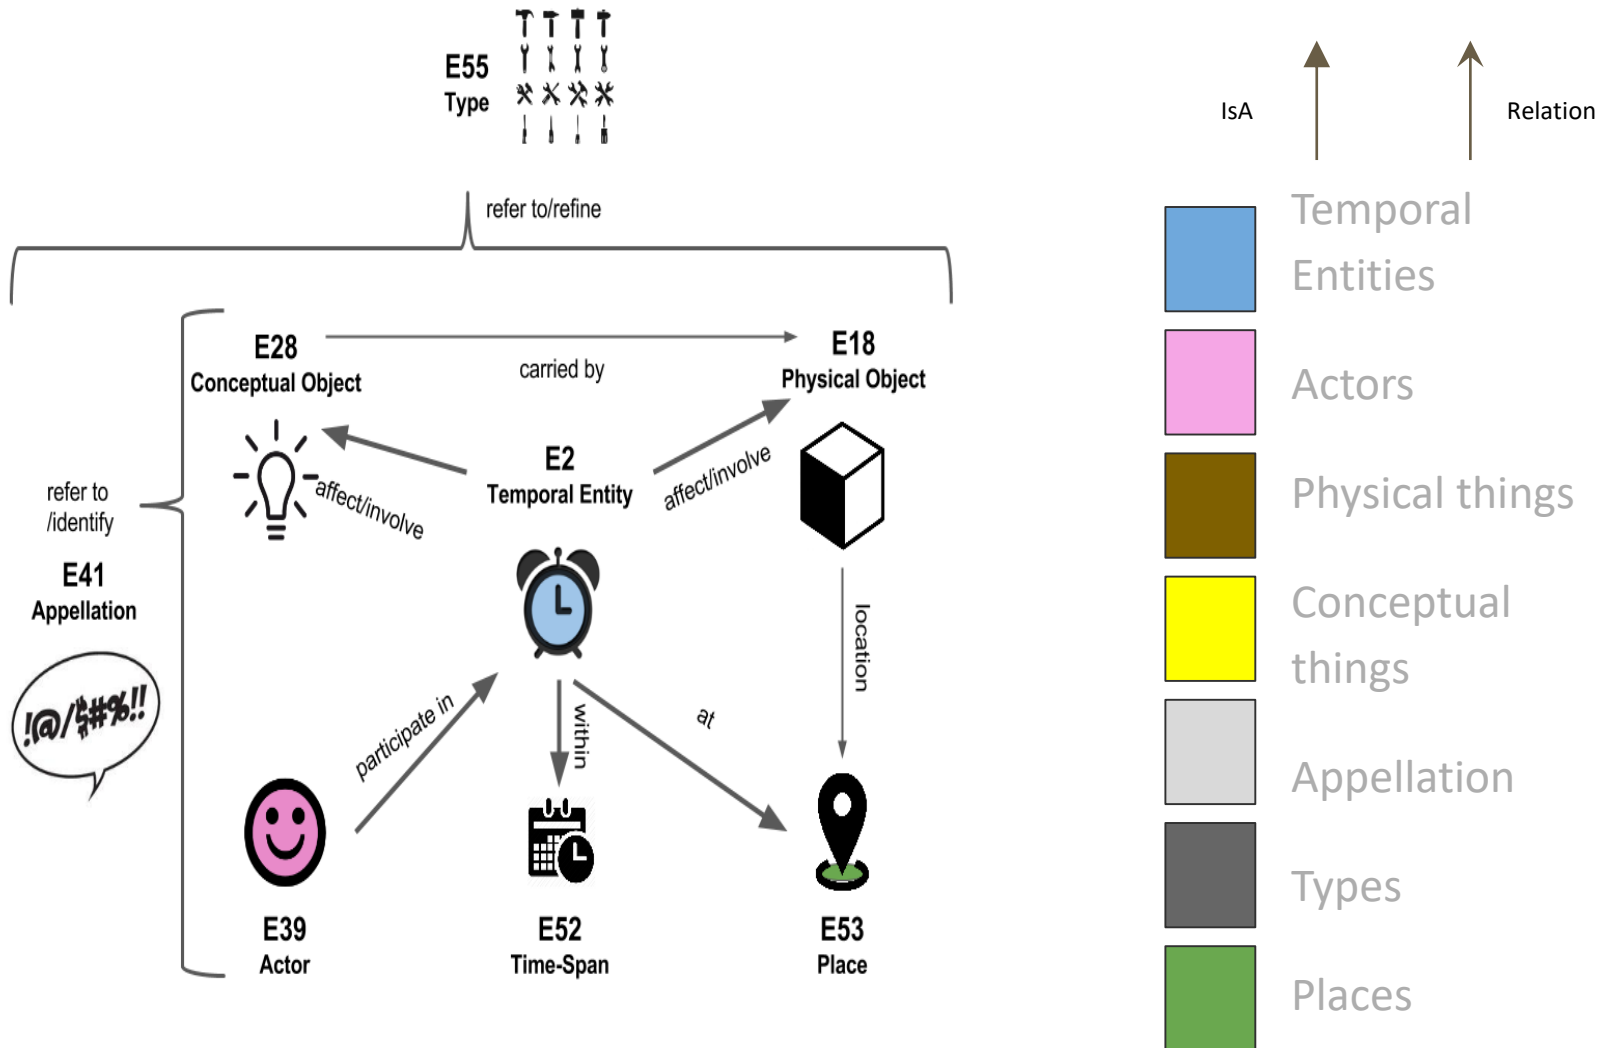 E55
Type
refer to/refine
E28
Conceptual Object
carried by
E18
Physical Object
E2
Temporal Entity
affect/involve
affect/involve
refer to
/identify
E41
Appellation
!@/§#%!!
participate in
within
at
location
E39
Actor
E52
Time-Span
E53
Place
IsA
Relation
Temporal
Entities
Actors
Physical things
Conceptual
things
Appellation
Types
Places